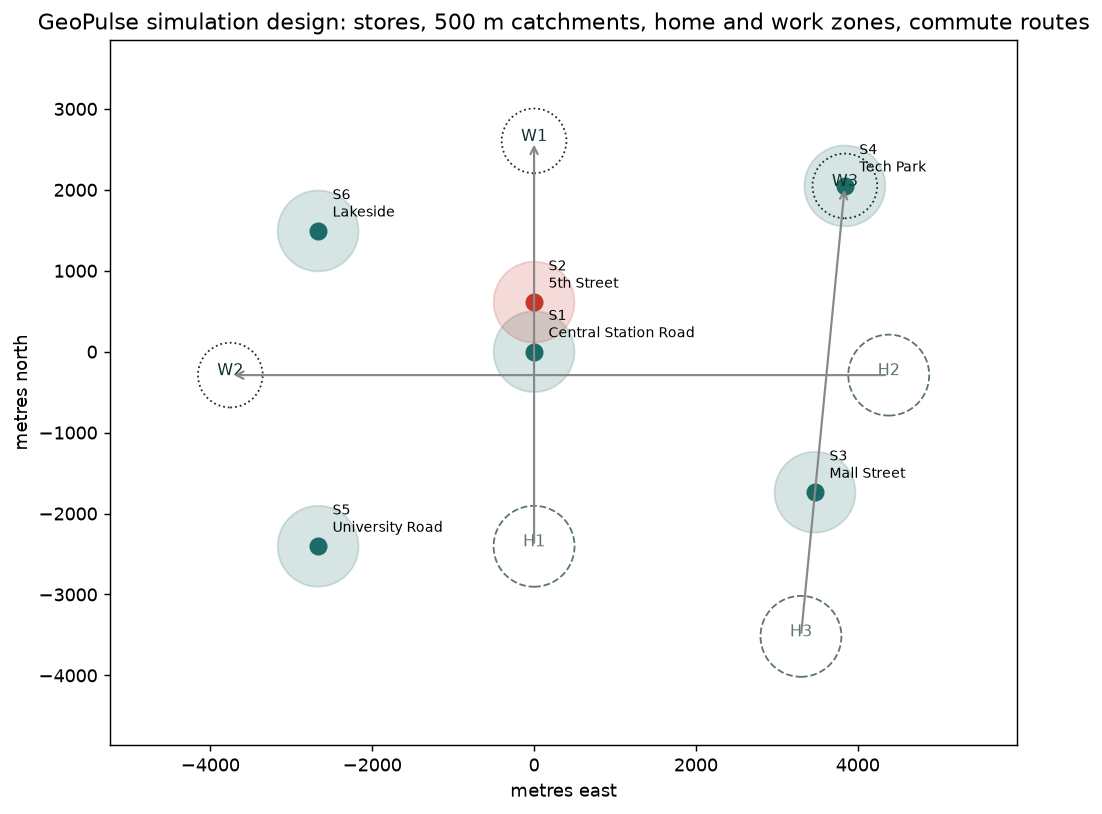 GeoPulse simulation design: stores, 500 m catchments, home and work zones, commute routes
metres north
3000
2000
1000
0
−1000
−2000
−3000
−4000
W1
S4
Tech Park
W3
S6
Lakeside
S2
5th Street
S1
Central Station Road
W2
H2
S3
Mall Street
S5
University Road
H1
H3
−4000
−2000
0
2000
4000
metres east